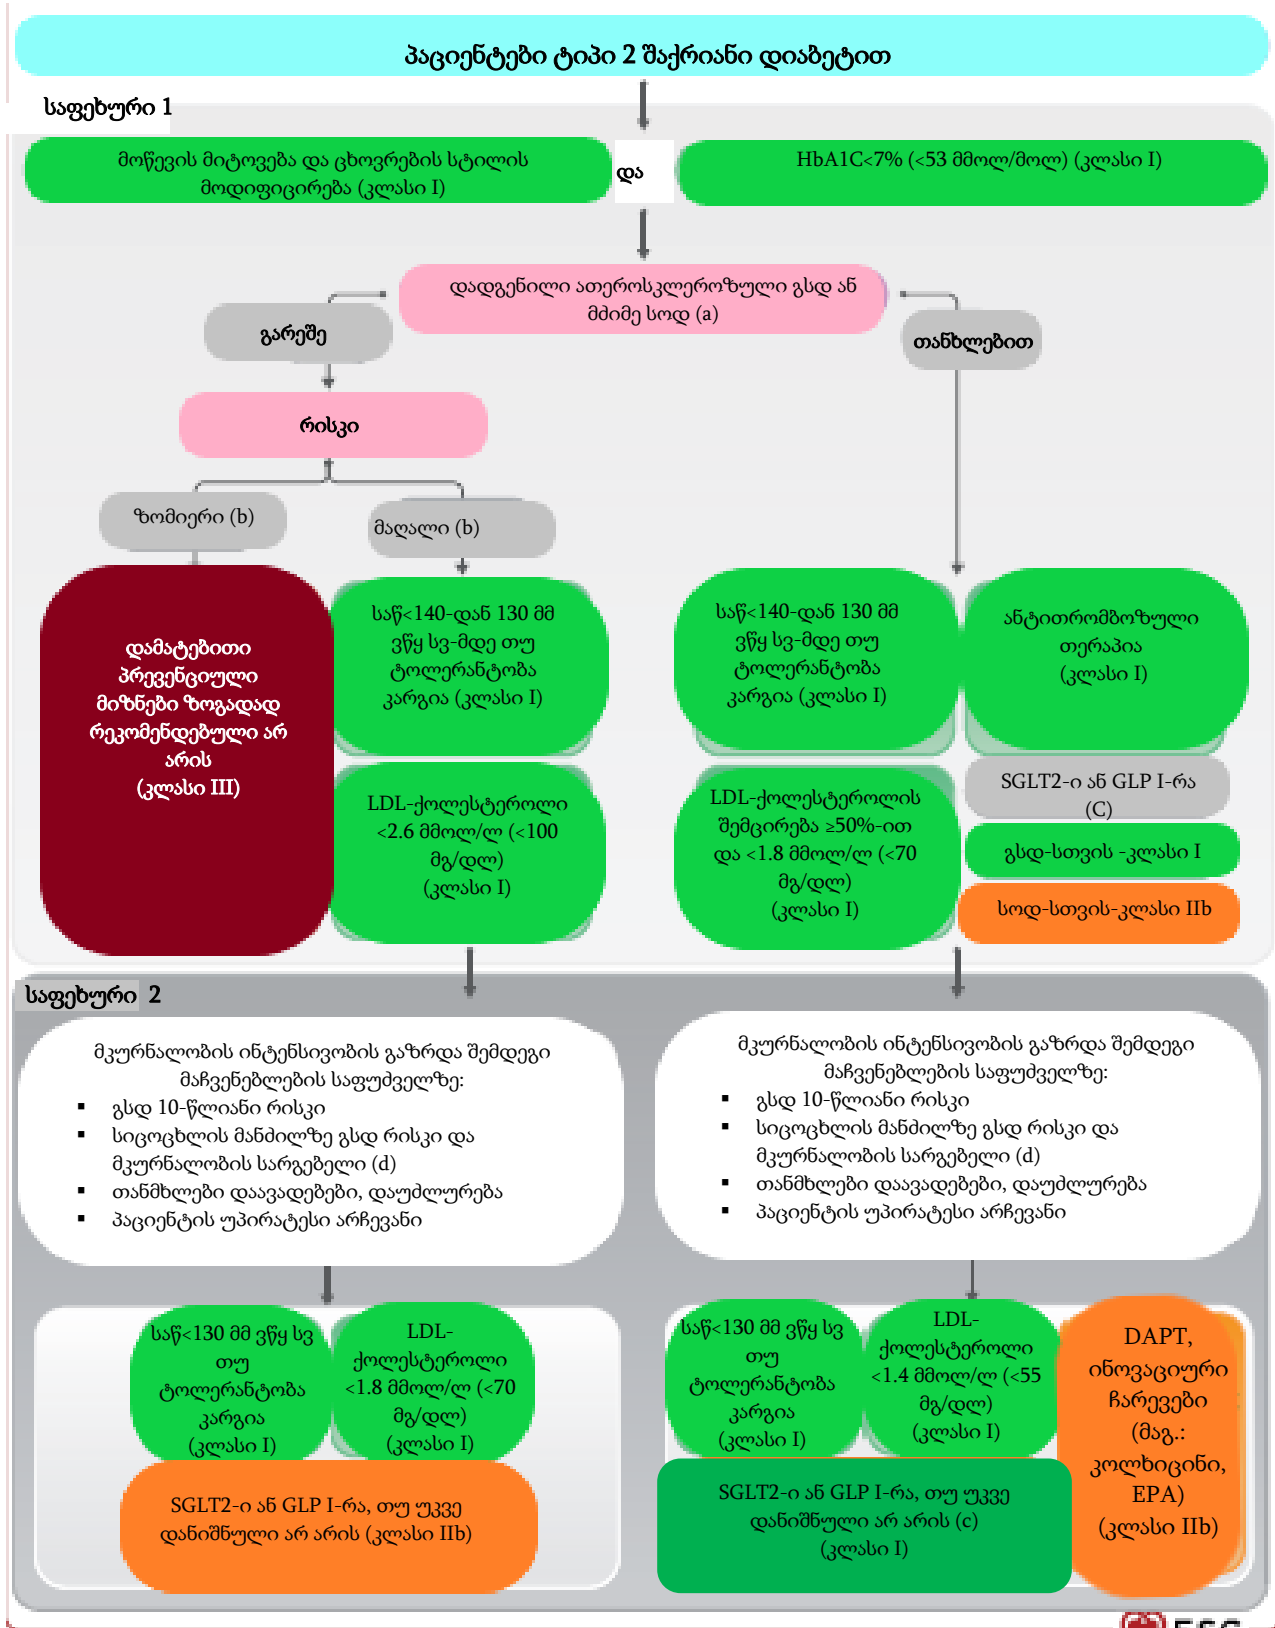 პაციენტები ტიპი 2 შაქრიანი დიაბეტით
საფეხური 1
მოწევის მიტოვება და ცხოვრების სტილის
მოდიფიცირება (კლასი I)
და
HbA1C<7% (<53 მმოლ/მოლ) (კლასი I)
დადგენილი ათეროსკლეროზული გსდ ან
მძიმე სოდ (a)
გარეშე
თანხლებით
რისკი
ზომიერი (b)
მაღალი (b)
დამატებითი
პრევენციული
მიზნები ზოგადად
რეკომენდებული არ
არის
(კლასი III)
საწ<140-დან 130 მმ
ვწყ სვ-მდე თუ
ტოლერანტობა
კარგია (კლასი I)
LDL-ქოლესტეროლი
<2.6 მმოლ/ლ (<100
მგ/დლ)
(კლასი I)
საწ<140-დან 130 მმ
ვწყ სვ-მდე თუ
ტოლერანტობა
კარგია (კლასი I)
ანტითრომბოზული
თერაპია
(კლასი I)
LDL-ქოლესტეროლის
შემცირება ≥50%-ით
და <1.8 მმოლ/ლ (<70
მგ/დლ)
(კლასი I)
SGLT2-ი ან GLP I-რა
(C)
გსდ-სთვის -კლასი I
სოდ-სთვის-კლასი IIb
საფეხური 2
მკურნალობის ინტენსივობის გაზრდა შემდეგი
მაჩვენებლების საფუძველზე:
▪ გსდ 10-წლიანი რისკი
▪ სიცოცხლის მანძილზე გსდ რისკი და
მკურნალობის სარგებელი (d)
▪ თანმხლები დაავადებები, დაუძლურება
▪ პაციენტის უპირატესი არჩევანი
მკურნალობის ინტენსივობის გაზრდა შემდეგი
მაჩვენებლების საფუძველზე:
▪ გსდ 10-წლიანი რისკი
▪ სიცოცხლის მანძილზე გსდ რისკი და
მკურნალობის სარგებელი (d)
▪ თანმხლები დაავადებები, დაუძლურება
▪ პაციენტის უპირატესი არჩევანი
საწ<130 მმ ვწყ სვ
თუ
ტოლერანტობა
კარგია
(კლასი I)
LDL-
ქოლესტეროლი
<1.8 მმოლ/ლ (<70
მგ/დლ)
(კლასი I)
SGLT2-ი ან GLP I-რა, თუ უკვე
დანიშნული არ არის (კლასი IIb)
საწ<130 მმ ვწყ სვ
თუ
ტოლერანტობა
კარგია
(კლასი I)
LDL-
ქოლესტეროლი
<1.4 მმოლ/ლ (<55
მგ/დლ)
(კლასი I)
SGLT2-ი ან GLP I-რა, თუ უკვე
დანიშნული არ არის (c)
(კლასი I)
DAPT,
ინოვაციური
ჩარევები
(მაგ.:
კოლხიცინი,
EPA)
(კლასი IIb)